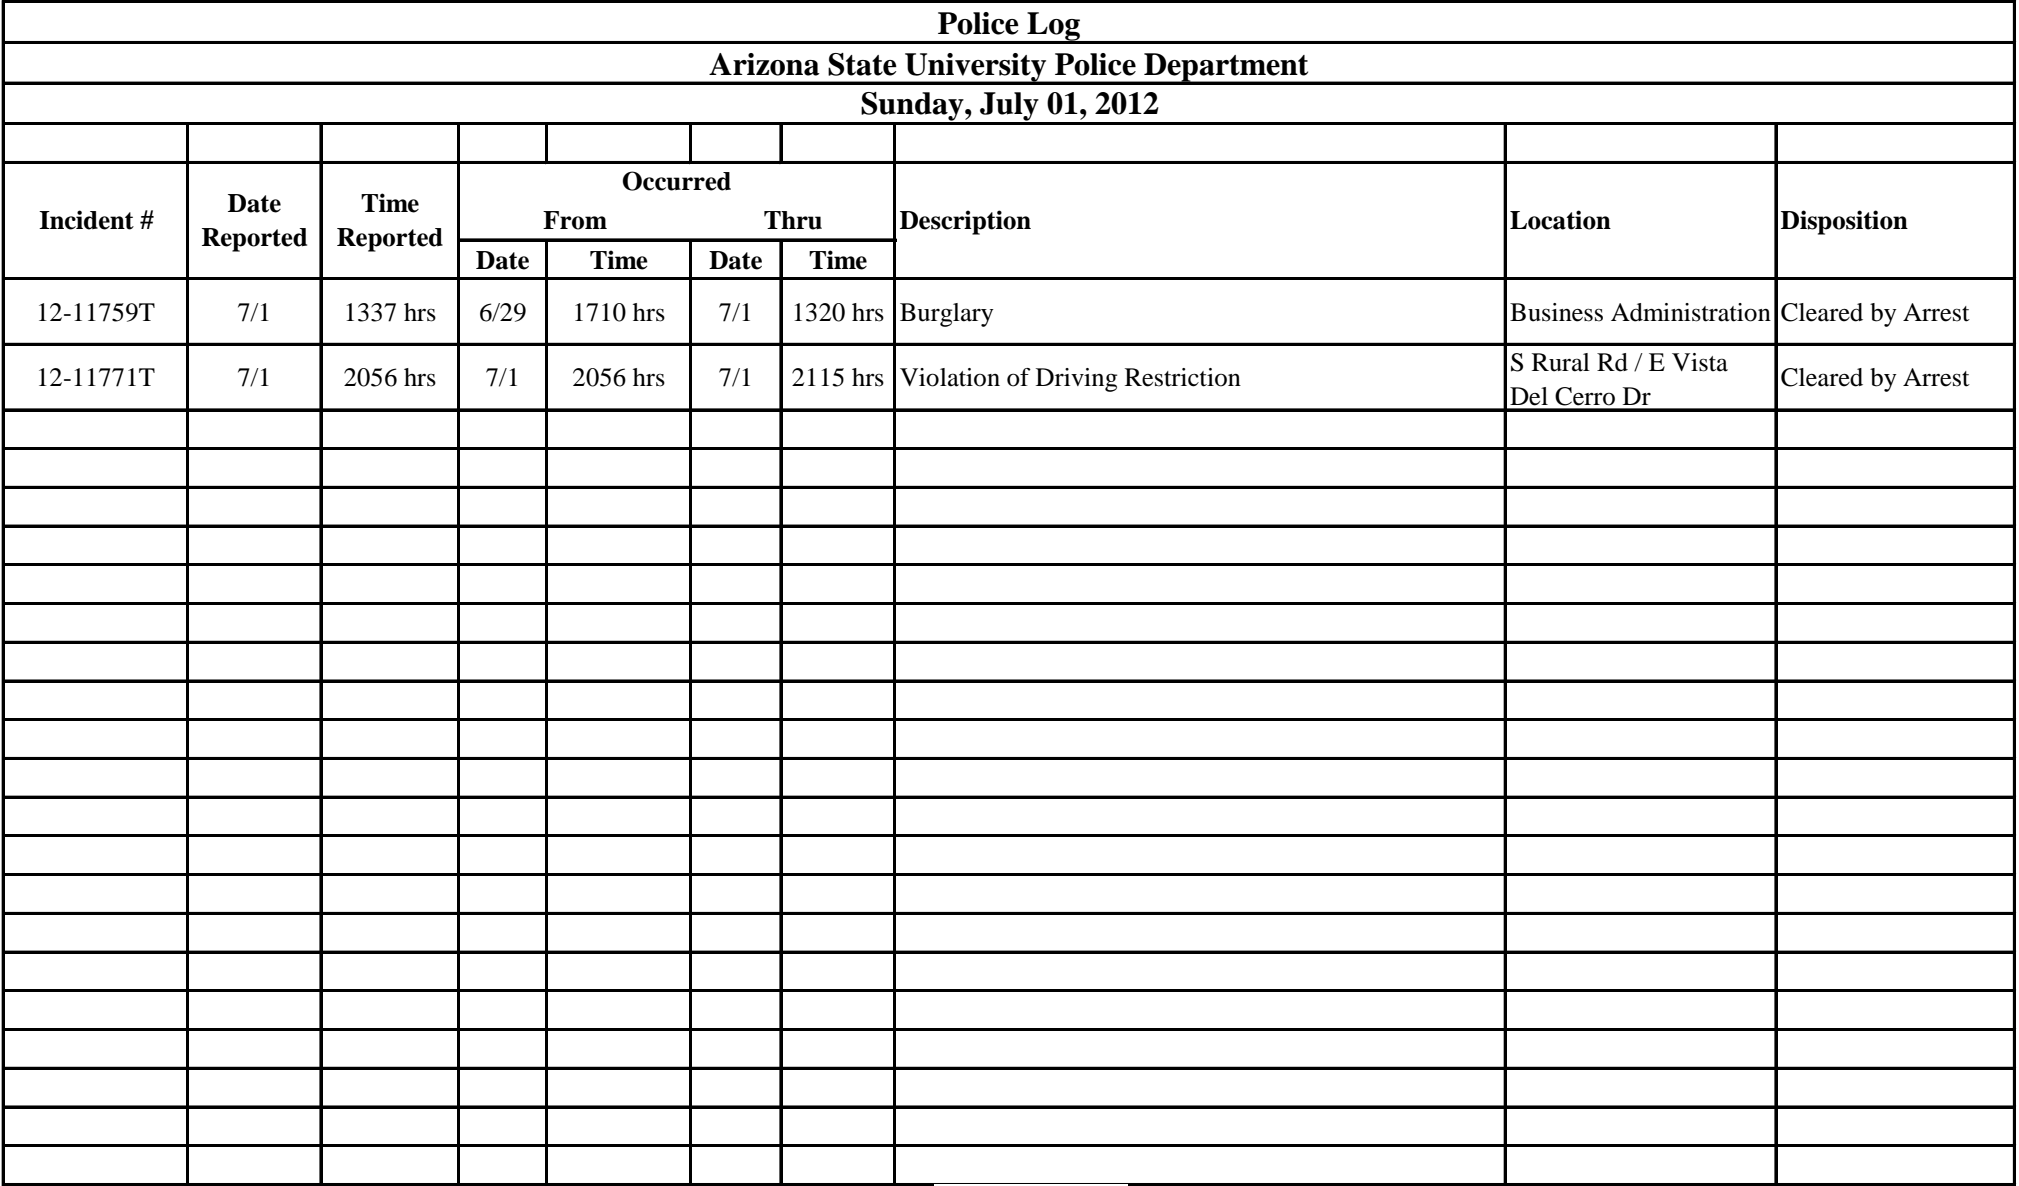 Police Log
Arizona State University Police Department
Sunday, July 01, 2012
Incident # Date Reported Time Reported Occurred Description Location Disposition
From Thru
Date Time Date Time
12-11759T 7/1 1337 hrs 6/29 1710 hrs 7/1 1320 hrs Burglary Business Administration Cleared by Arrest
12-11771T 7/1 2056 hrs 7/1 2056 hrs 7/1 2115 hrs Violation of Driving Restriction S Rural Rd / E Vista
Del Cerro Dr Cleared by Arrest